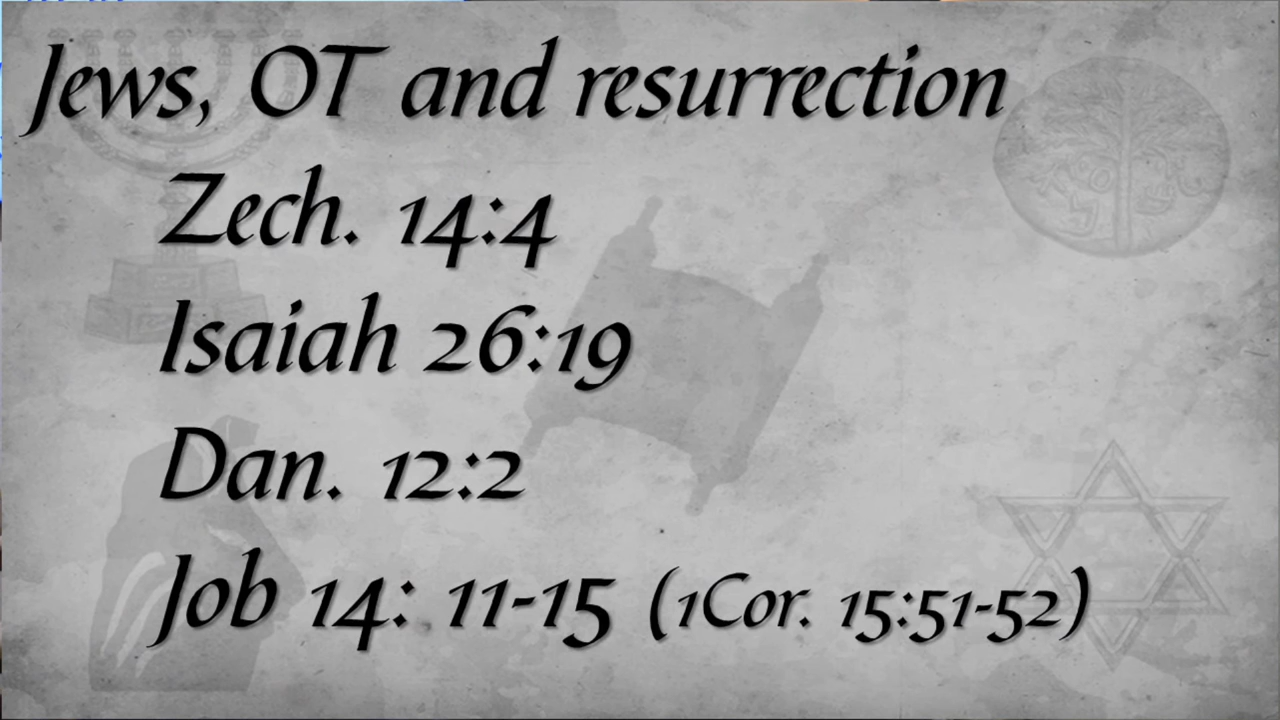 Jews, OT and resurrection
Zech. 14:4
Isaiah 26:19
Dan. 12:2
Job 14: 11-15 (1Cor. 15:51-52)